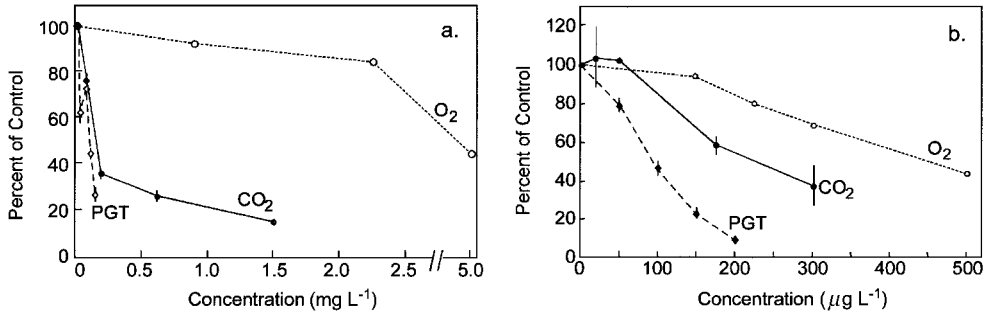 a.
Percent of Control
100
80
60
40
20
0
O2
CO2
PGT
0 0.5 1.0 1.5 2.0 2.5 // 5.0
Concentration (mg L-1)
b.
Percent of Control
120
100
80
60
40
20
0
O2
CO2
PGT
0 100 200 300 400 500
Concentration (μg L-1)